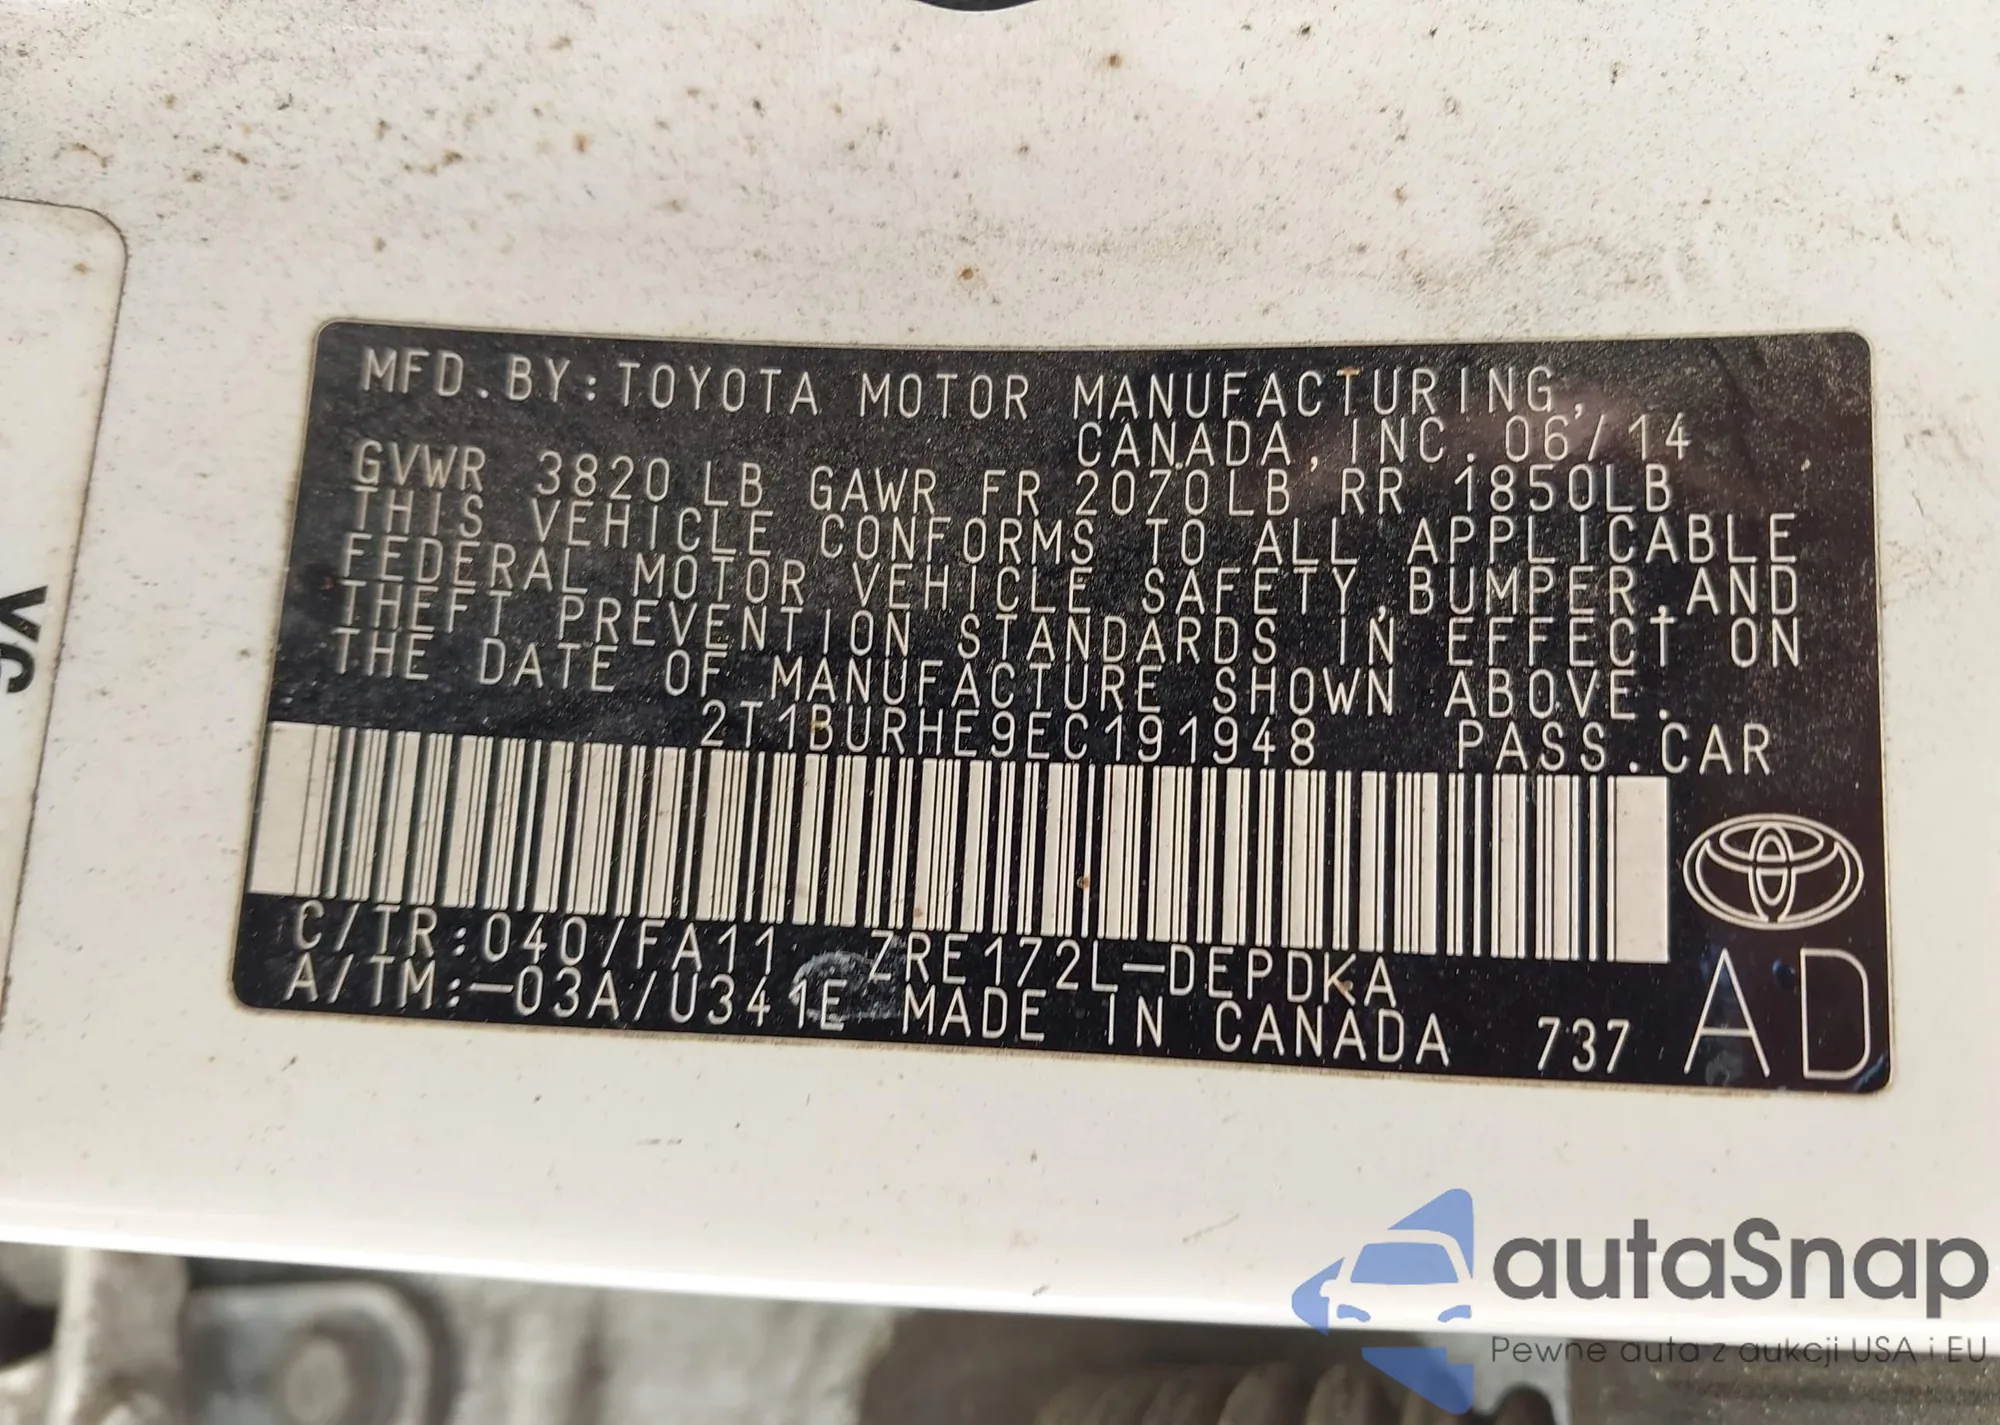 MFD.BY:TOYOTA MOTOR MANUFACTURING,
CANADA,INC.06/14
GVWR 3820 LB GAWR FR 2070LB RR 1850LB
THIS VEHICLE CONFORMS TO ALL APPLICABLE
FEDERAL MOTOR VEHICLE SAFETY,BUMPER,AND
THEFT PREVENTION STANDARDS IN EFFECT ON
THE DATE OF MANUFACTURE SHOWN ABOVE.
2T1BURHE9EC191948 PASS.CAR
C/TR:040/FA11 ZRE172L-DEPDKA
A/TM:-03A/U341E MADE IN CANADA 737
AD
autaSnap
Pewne auta z aukcji USA i EU